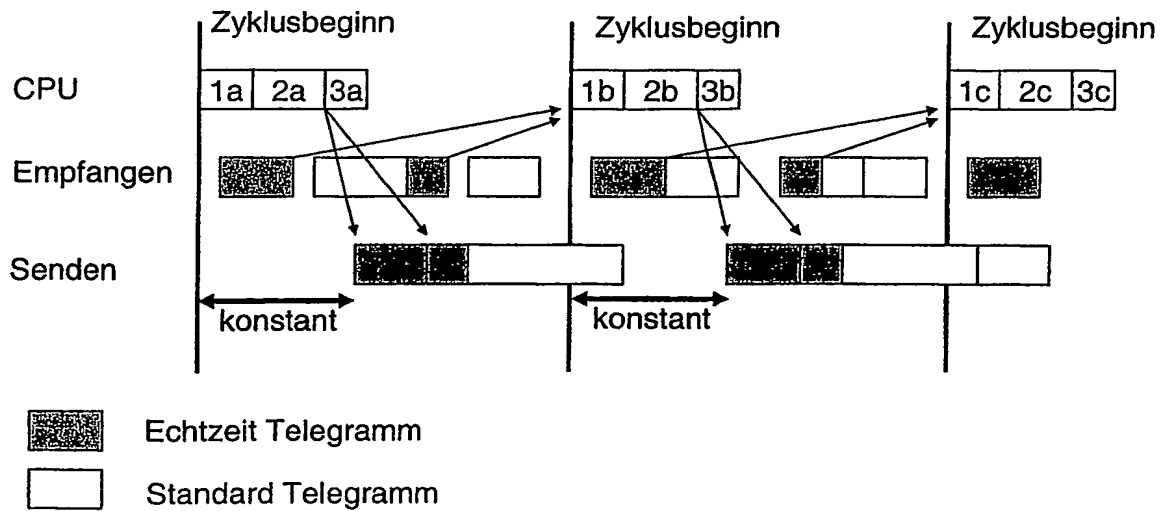 Zyklusbeginn Zyklusbeginn Zyklusbeginn
CPU 1a 2a 3a 1b 2b 3b 1c 2c 3c
Empfangen
Senden
konstant konstant
Echtzeit Telegramm
Standard Telegramm